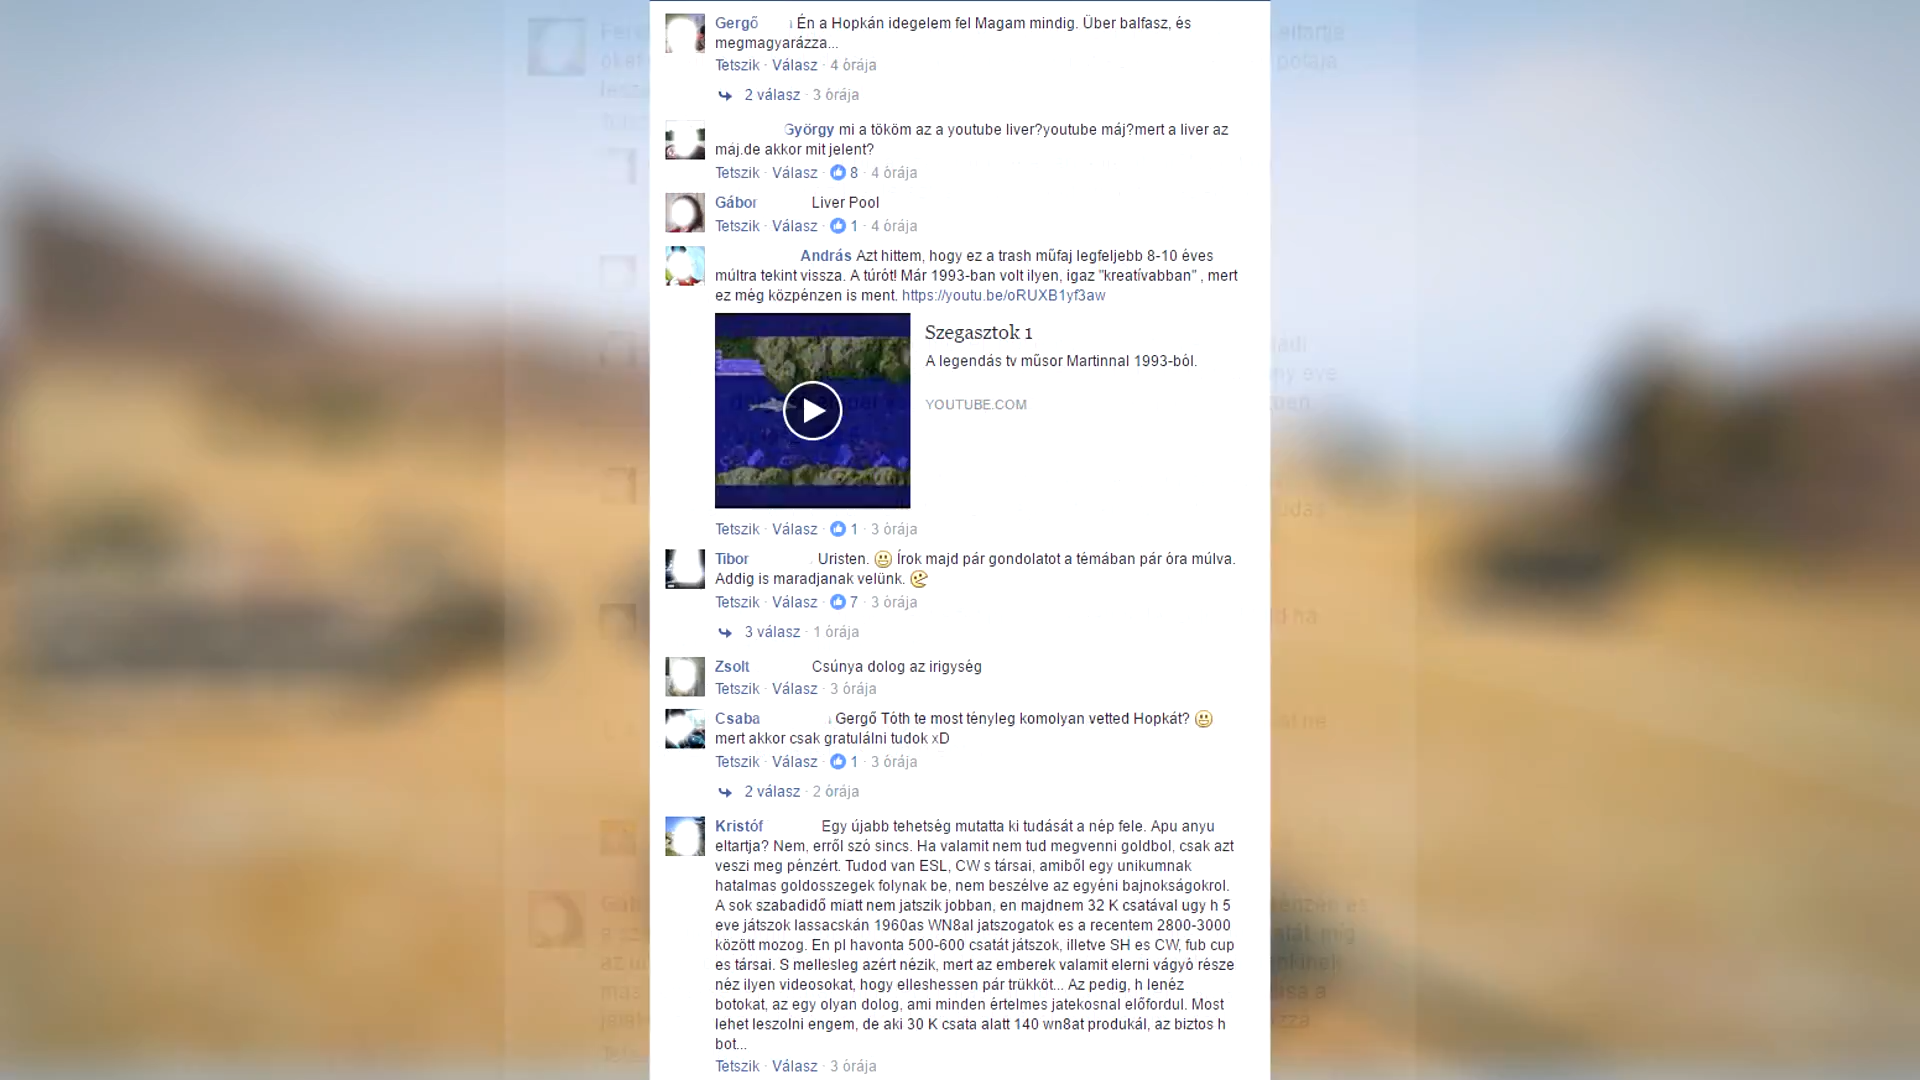 Gergő Én a Hopkán idegelem fel Magam mindig. Über balfasz, és
megmagyarázza...
Tetszik · Válasz · 4 órája
2 válasz · 3 órája
György mi a tököm az a youtube liver?youtube máj?mert a liver az
máj.de akkor mit jelent?
Tetszik · Válasz · 8 · 4 órája
Gábor Liver Pool
Tetszik · Válasz · 1 · 4 órája
András Azt hittem, hogy ez a trash műfaj legfeljebb 8-10 éves
múltra tekint vissza. A túrót! Már 1993-ban volt ilyen, igaz "kreatívabban" , mert
ez még közpénzen is ment. https://youtu.be/oRUXB1yf3aw
Szegasztok 1
A legendás tv műsor Martinnal 1993-ból.
YOUTUBE.COM
Tetszik · Válasz · 1 · 3 órája
Tibor Uristen. 😀 Írok majd pár gondolatot a témában pár óra múlva.
Addig is maradjanak velünk.
Tetszik · Válasz · 7 · 3 órája
3 válasz · 1 órája
Zsolt Csúnya dolog az irigység
Tetszik · Válasz · 3 órája
Csaba Gergő Tóth te most tényleg komolyan vetted Hopkát? 😀
mert akkor csak gratulálni tudok xD
Tetszik · Válasz · 1 · 3 órája
2 válasz · 2 órája
Kristóf Egy újabb tehetség mutatta ki tudását a nép fele. Apu anyu
eltartja? Nem, erről szó sincs. Ha valamit nem tud megvenni goldbol, csak azt
veszi meg pénzért. Tudod van ESL, CW s társai, amiből egy unikumnak
hatalmas goldosszegek folynak be, nem beszélve az egyéni bajnokságokrol.
A sok szabadidő miatt nem jatszik jobban, en majdnem 32 K csatával ugy h 5
eve játszok lassacskán 1960as WN8al jatszogatok es a recentem 2800-3000
között mozog. En pl havonta 500-600 csatát játszok, illetve SH es CW, fub cup
es társai. S mellesleg azért nézik, mert az emberek valamit elerni vágyó része
néz ilyen videosokat, hogy elleshessen pár trükköt... Az pedig, h lenéz
botokat, az egy olyan dolog, ami minden értelmes jatekosnal előfordul. Most
lehet leszolni engem, de aki 30 K csata alatt 140 wn8at produkál, az biztos h
bot...
Tetszik · Válasz · 3 órája